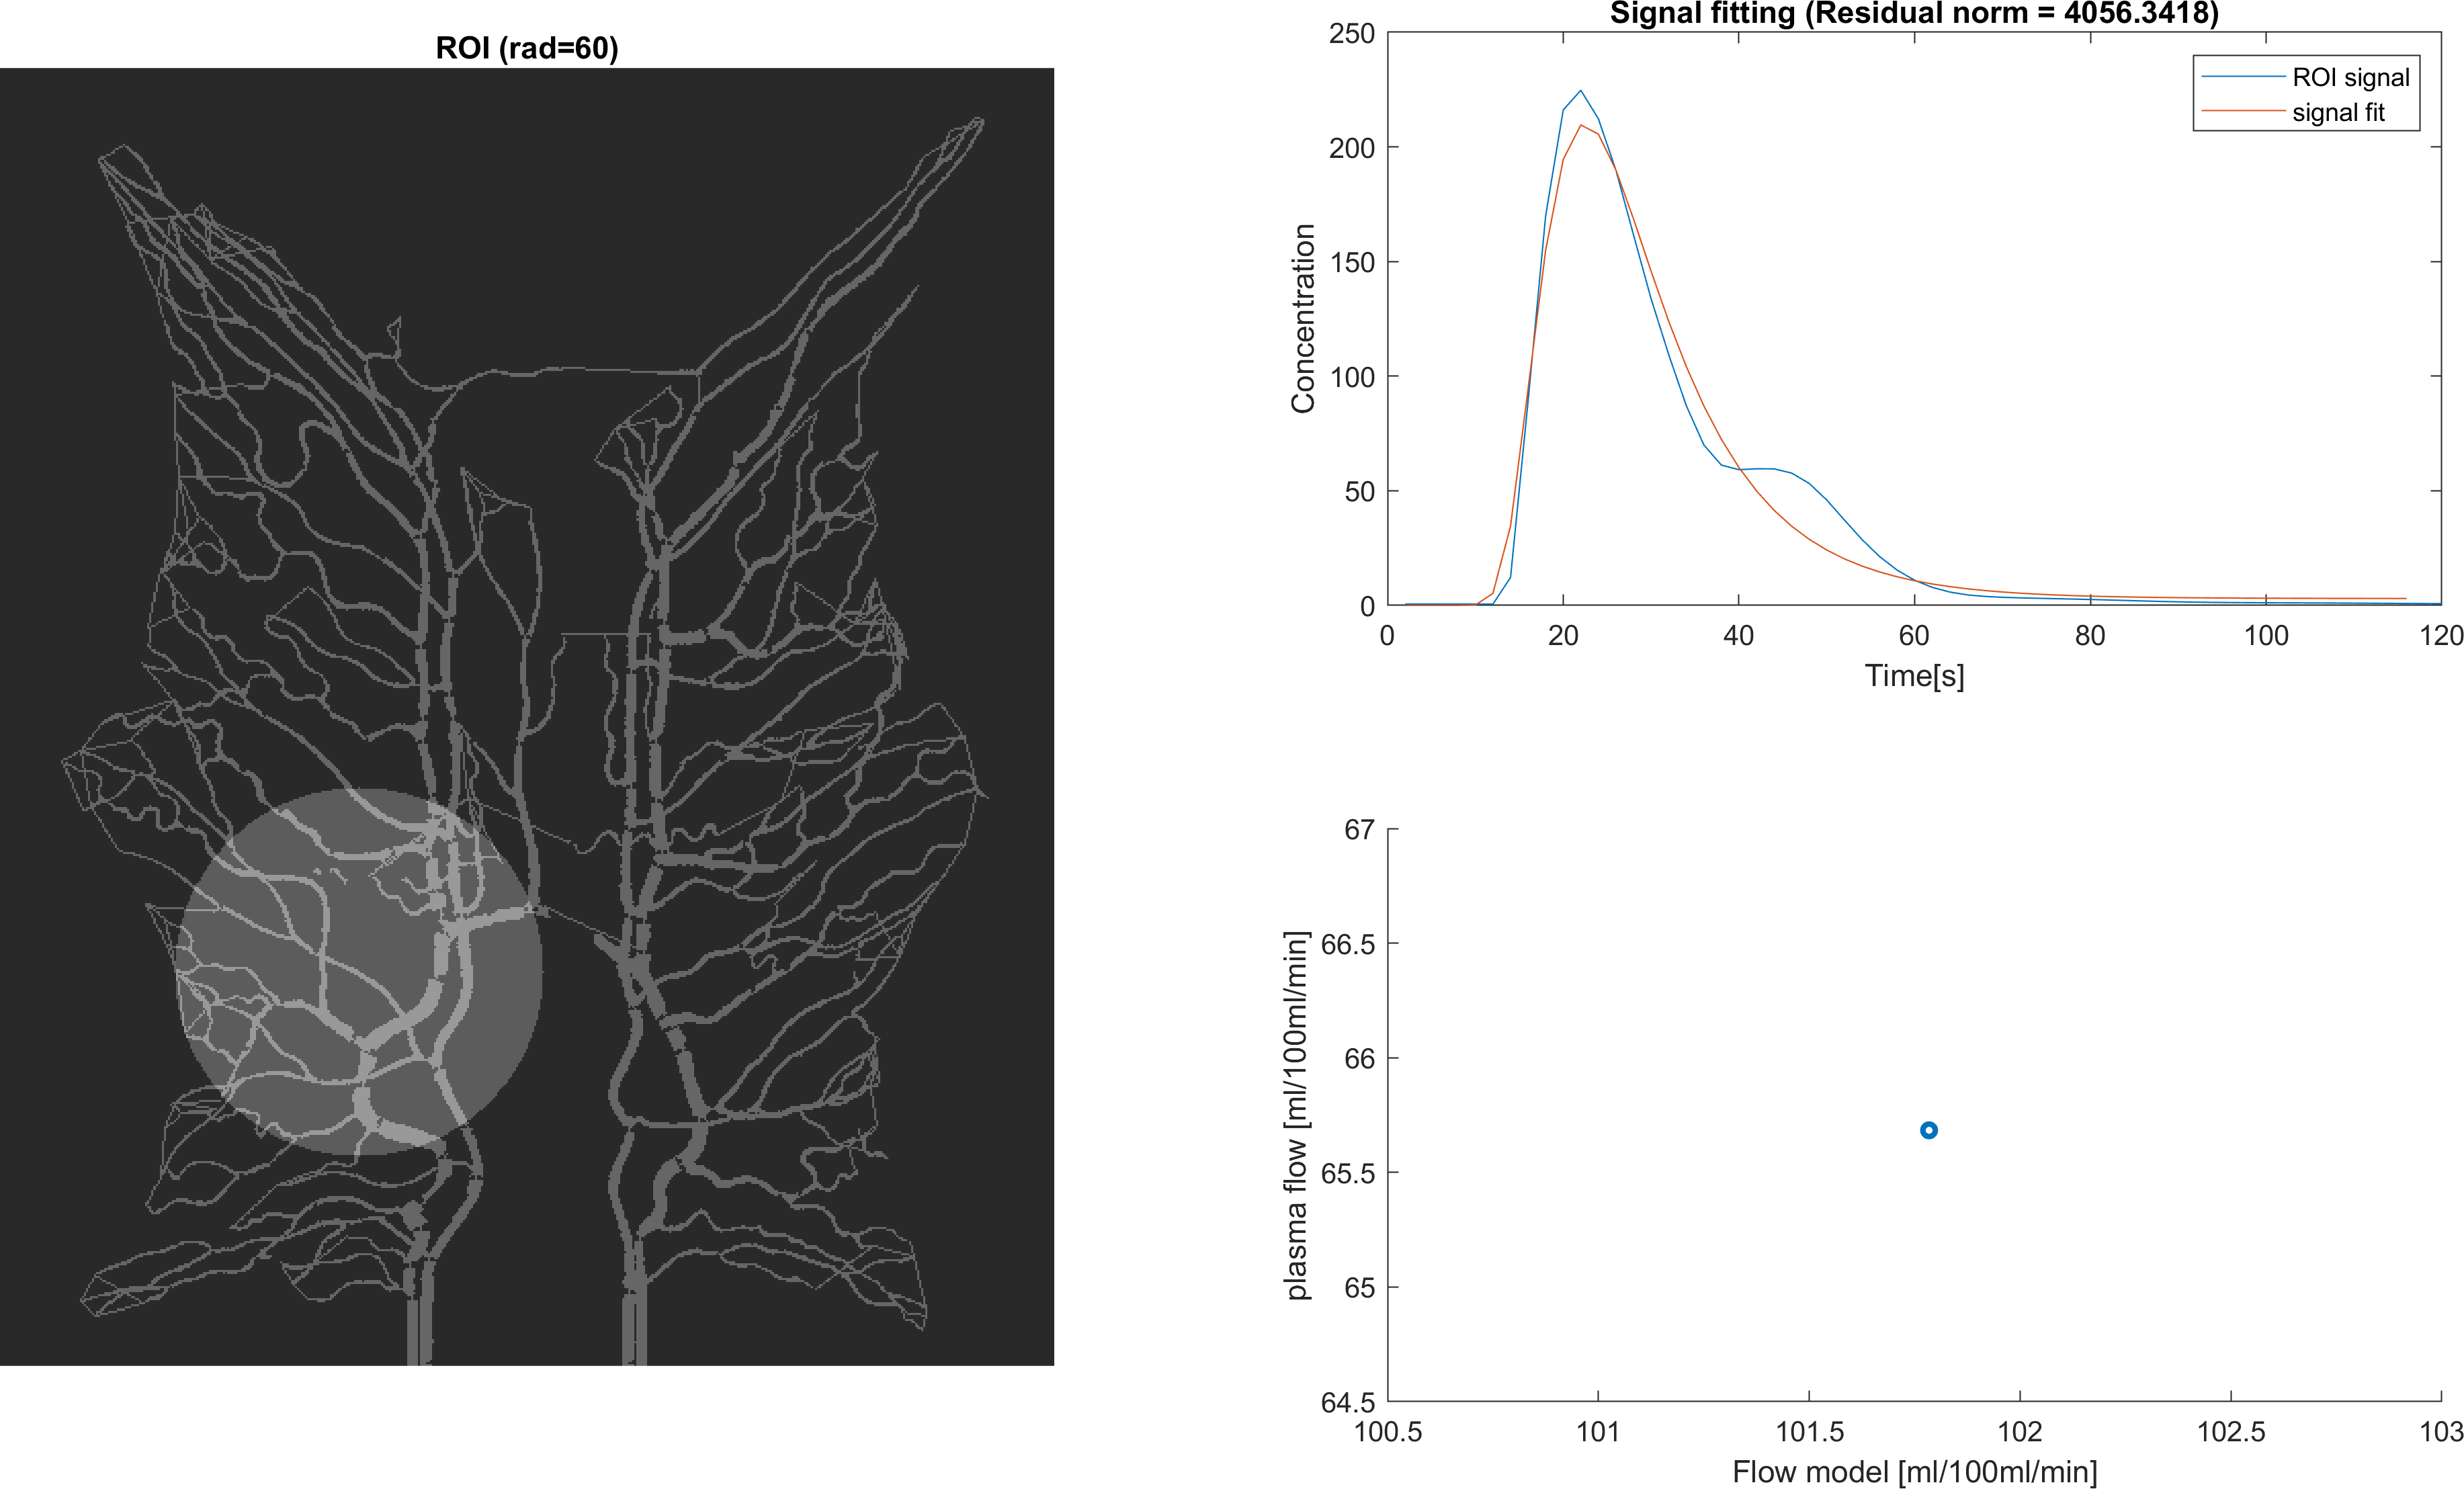 ROI (rad=60)
Signal fitting (Residual norm = 4056.3418)
250
200
150
100
50
0
Concentration
ROI signal
signal fit
0 20 40 60 80 100 120
Time[s]
67
66.5
66
65.5
65
64.5
plasma flow [ml/100ml/min]
100.5 101 101.5 102 102.5 103
Flow model [ml/100ml/min]